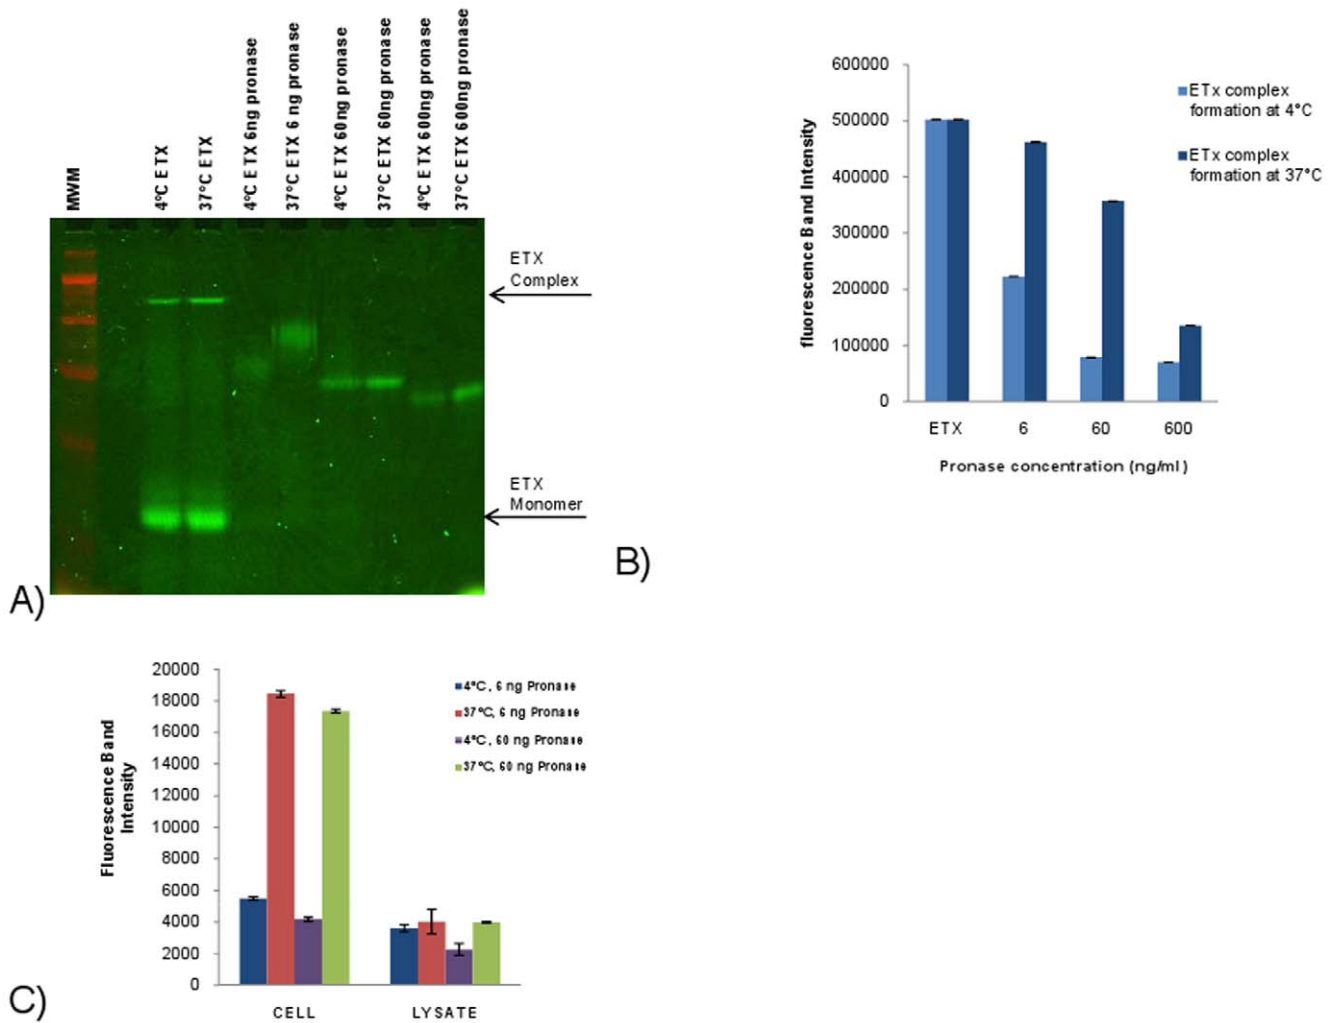 MWM
4ºC ETX
37°C ETX
4ºC ETX 6ng pronase
37°C ETX 6 ng pronase
4ºC ETX 60ng pronase
37°C ETX 60ng pronase
4ºC ETX 600ng pronase
37°C ETX 600ng pronase
ETX
Complex
ETX
Monomer
A)
600000
500000
400000
300000
200000
100000
0
fluorescence Band Intensity
ETX
6
60
600
Pronase concentration (ng/ml)
ETx complex
formation at 4°C
ETx complex
formation at 37°C
B)
20000
18000
16000
14000
12000
10000
8000
6000
4000
2000
0
Fluorescence Band
Intensity
4°C, 6 ng Pronase
37°C, 6 ng Pronase
4°C, 60 ng Pronase
37°C, 60 ng Pronase
CELL
LYSATE
C)